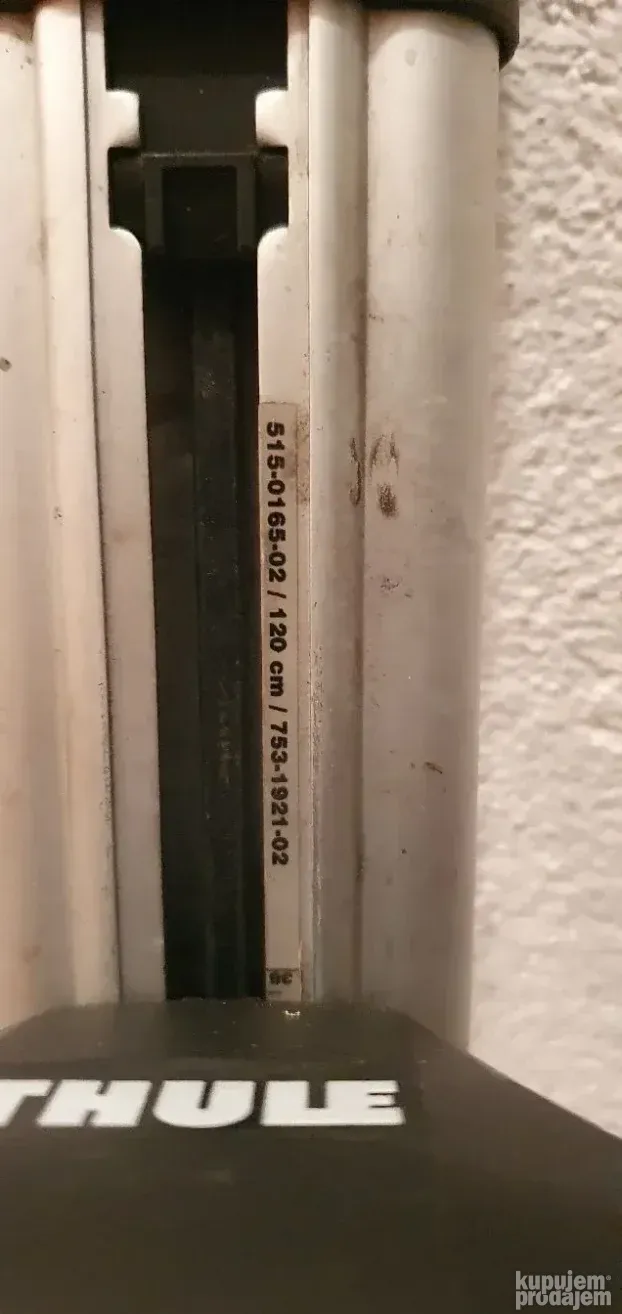 515-0165-02 / 120 cm / 753-1921-02
THULE
kupujem
prodajem